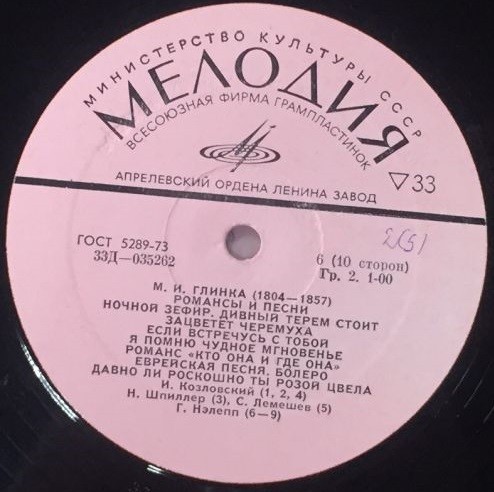 МИНИСТЕРСТВО КУЛЬТУРЫ СССР
МЕЛОДИЯ
ВСЕСОЮЗНАЯ ФИРМА ГРАМПЛАСТИНОК
АПРЕЛЕВСКИЙ ОРДЕНА ЛЕНИНА ЗАВОД
▽33
ГОСТ 5289-73
33Д—035262
6 (10 сторон)
Гр. 2. 1-00
М. И. ГЛИНКА (1804—1857)
РОМАНСЫ И ПЕСНИ
НОЧНОЙ ЗЕФИР. ДИВНЫЙ ТЕРЕМ СТОИТ
ЗАЦВЕТЁТ ЧЕРЕМУХА
ЕСЛИ ВСТРЕЧУСЬ С ТОБОЙ
Я ПОМНЮ ЧУДНОЕ МГНОВЕНЬЕ
РОМАНС «КТО ОНА И ГДЕ ОНА»
ЕВРЕЙСКАЯ ПЕСНЯ. БОЛЕРО
ДАВНО ЛИ РОСКОШНО ТЫ РОЗОЙ ЦВЕЛА
И. Козловский (1, 2, 4)
Н. Шпиллер (3), С. Лемешев (5)
Г. Нэлепп (6—9)